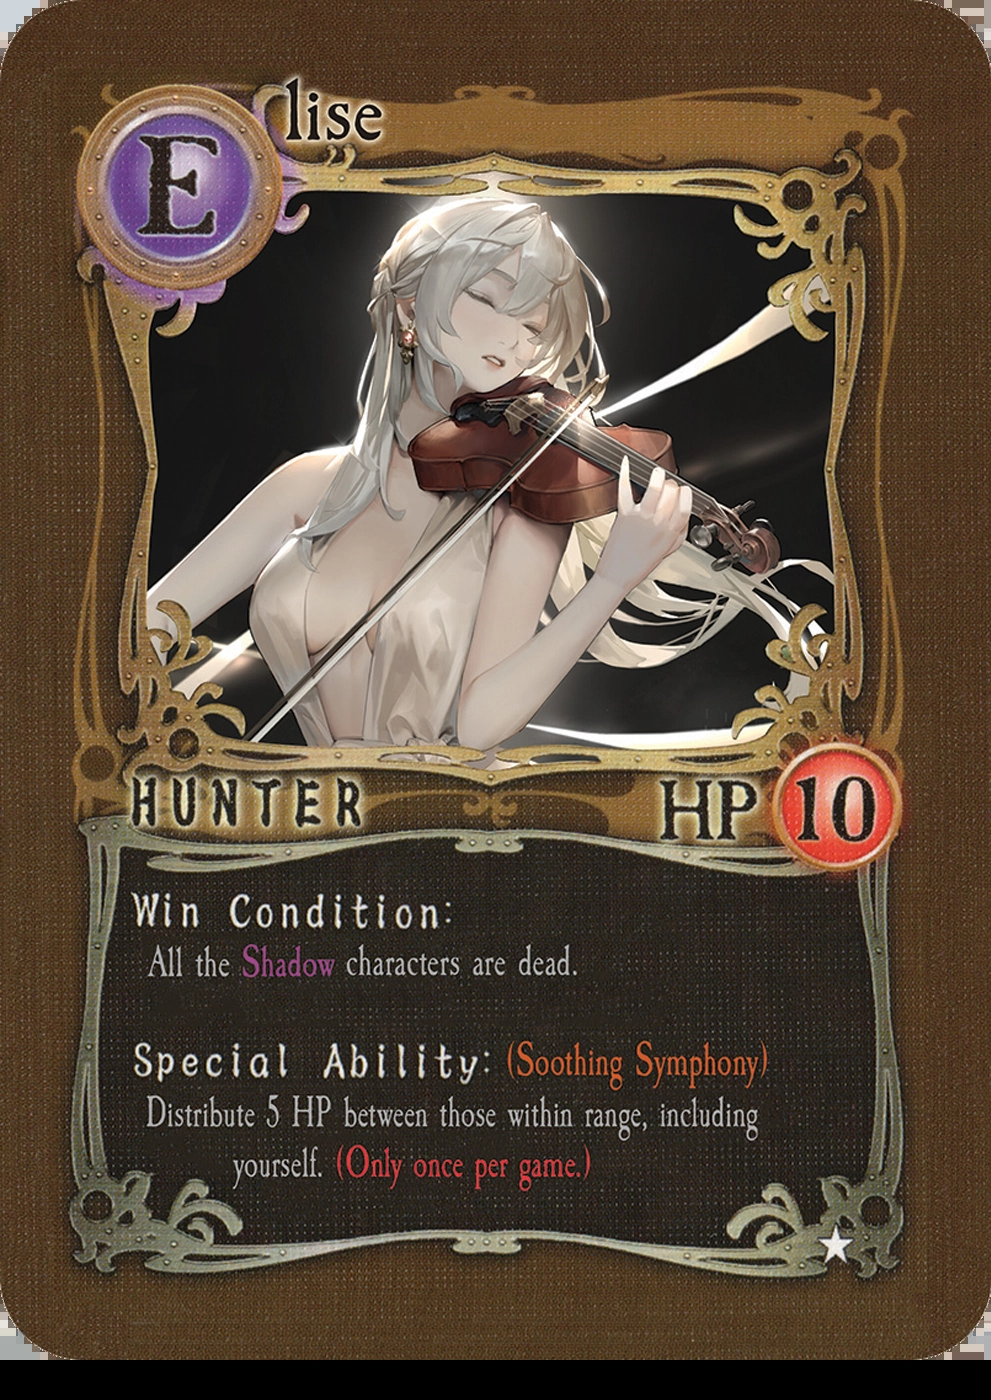 Elise
HUNTER HP 10
Win Condition:
All the Shadow characters are dead.
Special Ability: (Soothing Symphony)
Distribute 5 HP between those within range, including
yourself. (Only once per game.)